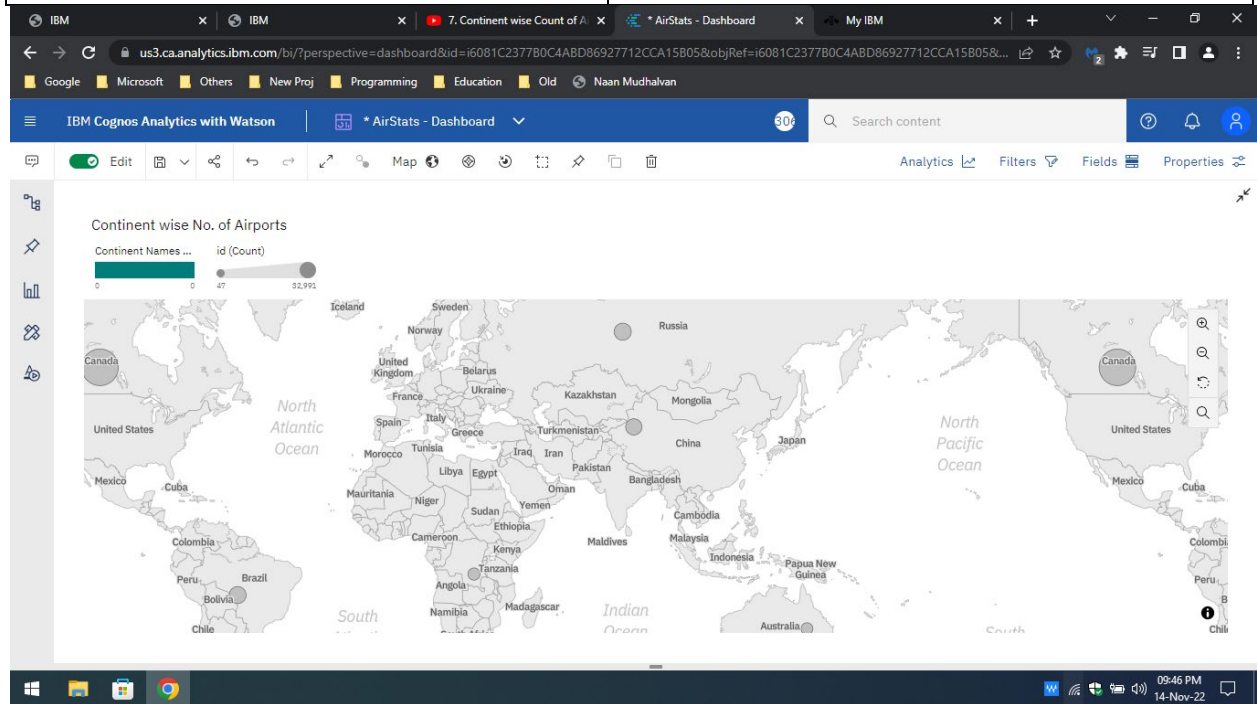 IBM
IBM
7. Continent wise Count of A
* AirStats - Dashboard
My IBM
us3.ca.analytics.ibm.com/bi/?perspective=dashboard&id=i6081C2377B0C4ABD86927712CCA15B05&objRef=i6081C2377B0C4ABD86927712CCA15B05&...
2
Google Microsoft Others New Proj Programming Education Old Naan Mudhalvan
IBM Cognos Analytics with Watson
* AirStats - Dashboard
Search content
Edit
Map
Analytics Filters Fields Properties
Continent wise No. of Airports
Continent Names ... id (Count)
0 0 47 32,991
Iceland Sweden
Norway Russia
Canada United Kingdom Belarus Canada
France Ukraine Kazakhstan Mongolia
North Atlantic Ocean
North Pacific Ocean
United States Spain Italy Greece Turkmenistan China Japan United States
Morocco Tunisia Iraq Iran
Libya Egypt Pakistan
Mexico Cuba Oman Bangladesh Mexico Cuba
Mauritania Niger Sudan Yemen
Cambodia
Ethiopia
Colombia Cameroon Kenya Maldives Malaysia Colombi
Indonesia Papua New Guinea
Peru Brazil Angola Tanzania Peru
Bolivia Namibia Madagascar B
South
Indian Ocean
Australia
South
Chile South Africa Chil
09:46 PM
14-Nov-22